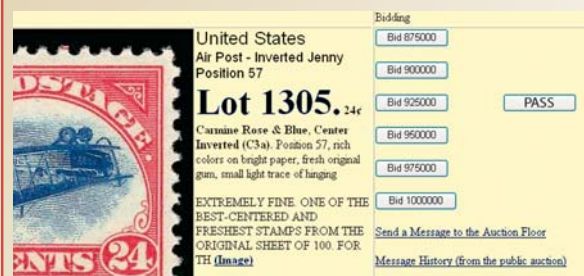 POSTAGE
CENTS 24
United States
Air Post - Inverted Jenny
Position 57
Lot 1305. 24¢
Carmine Rose & Blue, Center
Inverted (C3a). Position 57, rich
colors on bright paper, fresh original
gum, small light trace of hinging
EXTREMELY FINE. ONE OF THE
BEST-CENTERED AND
FRESHEST STAMPS FROM THE
ORIGINAL SHEET OF 100. FOR
TH (Image)
Bidding
Bid 875000
Bid 900000
Bid 925000
PASS
Bid 950000
Bid 975000
Bid 1000000
Send a Message to the Auction Floor
Message History (from the public auction)